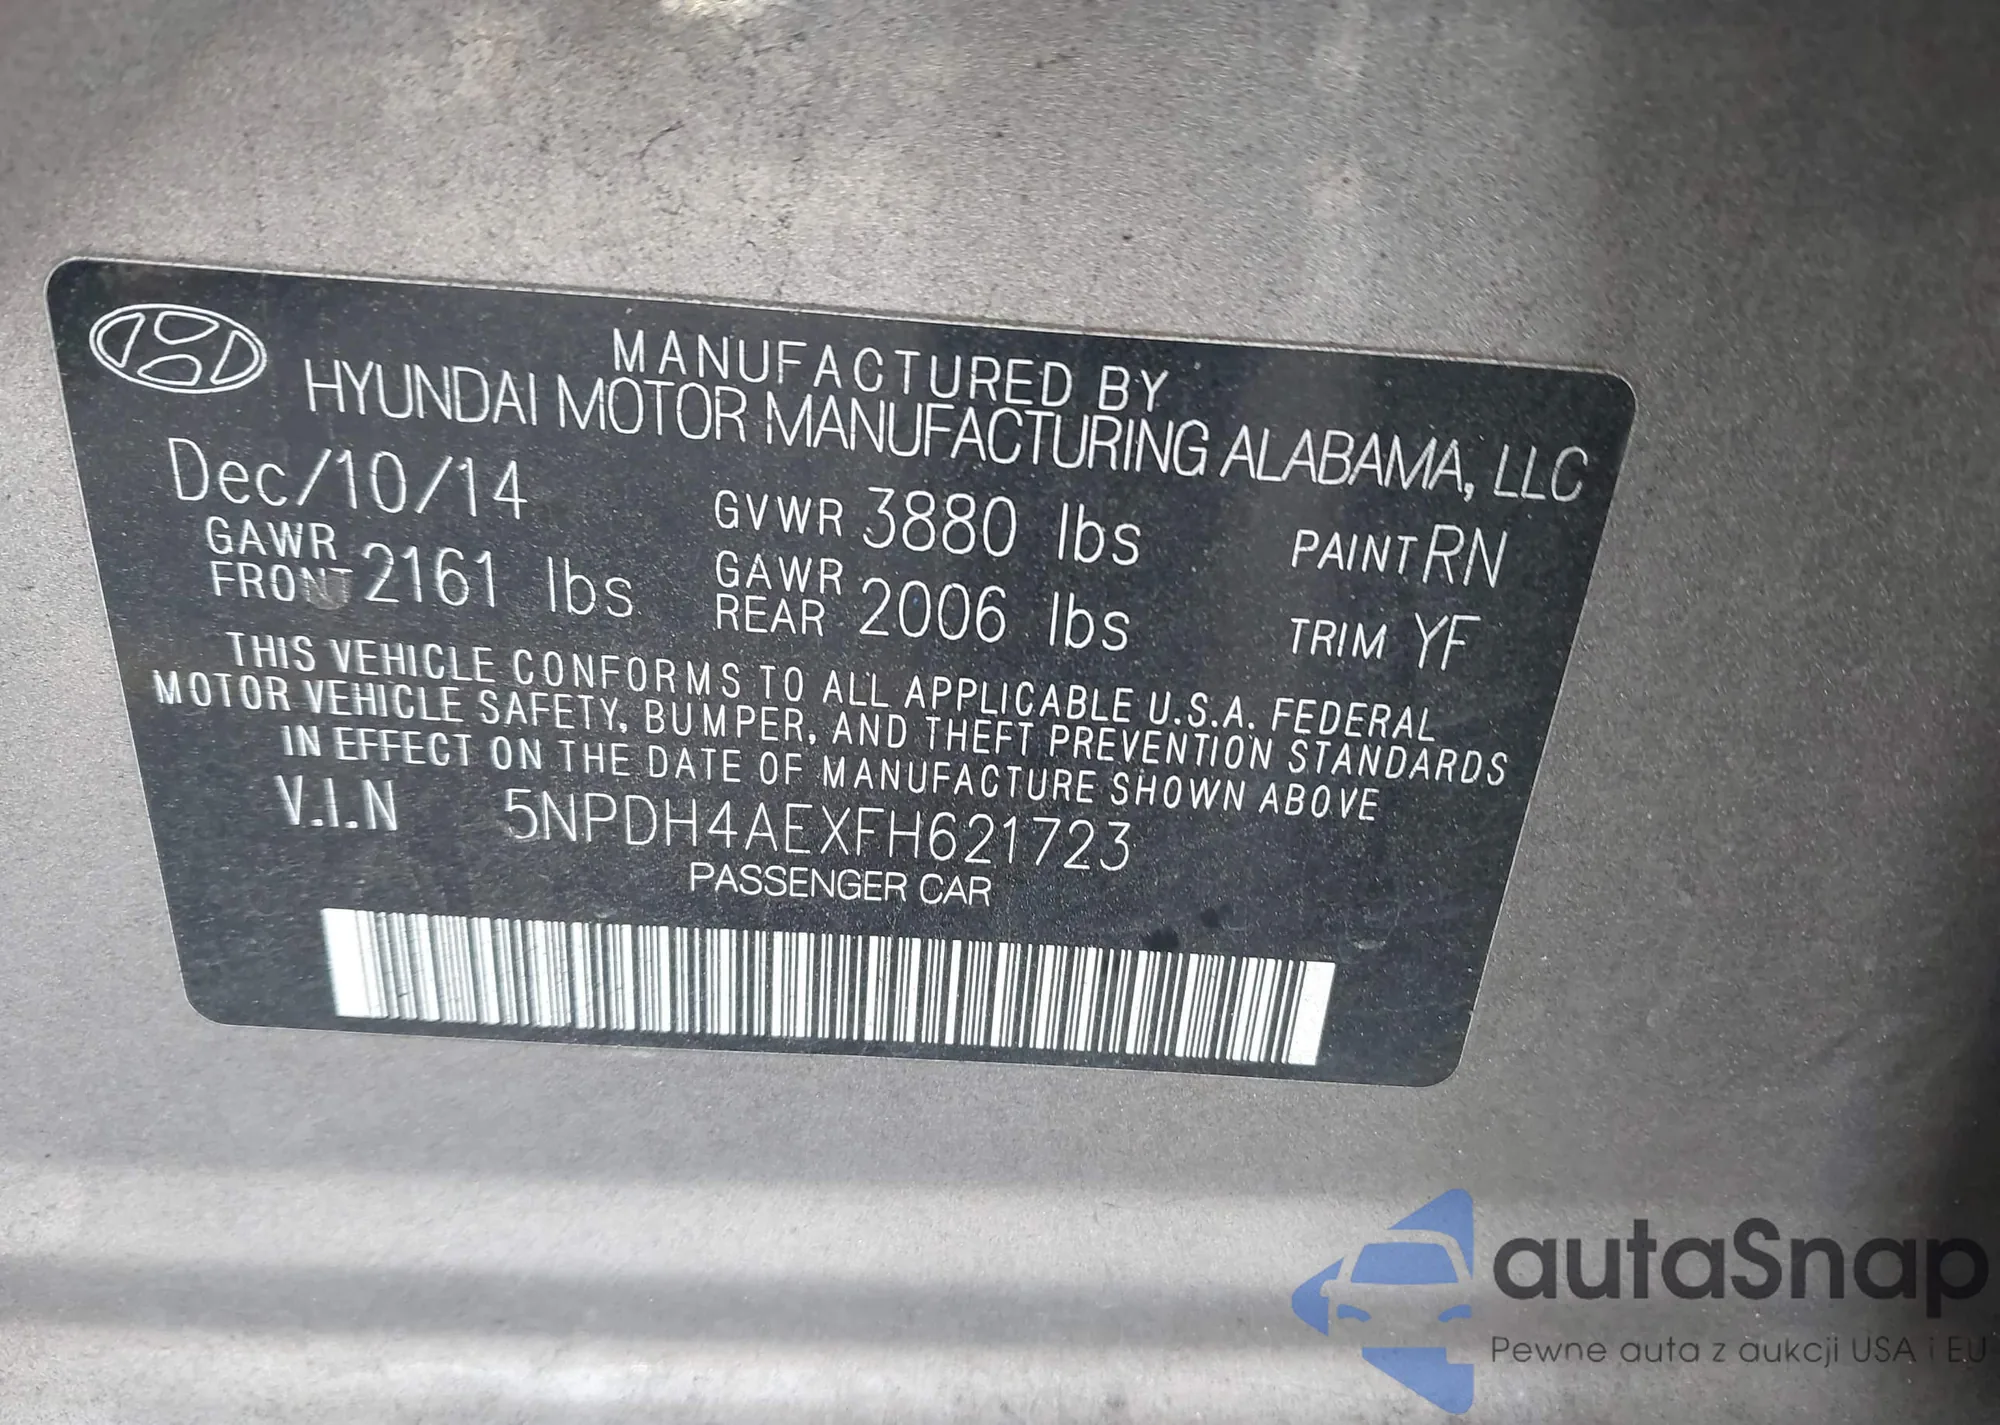 MANUFACTURED BY
HYUNDAI MOTOR MANUFACTURING ALABAMA, LLC
Dec/10/14 GVWR 3880 lbs PAINT RN
GAWR FRONT 2161 lbs GAWR REAR 2006 lbs TRIM YF
THIS VEHICLE CONFORMS TO ALL APPLICABLE U.S.A. FEDERAL
MOTOR VEHICLE SAFETY, BUMPER, AND THEFT PREVENTION STANDARDS
IN EFFECT ON THE DATE OF MANUFACTURE SHOWN ABOVE
V.I.N 5NPDH4AEXFH621723
PASSENGER CAR
autaSnap
Pewne auta z aukcji USA i EU